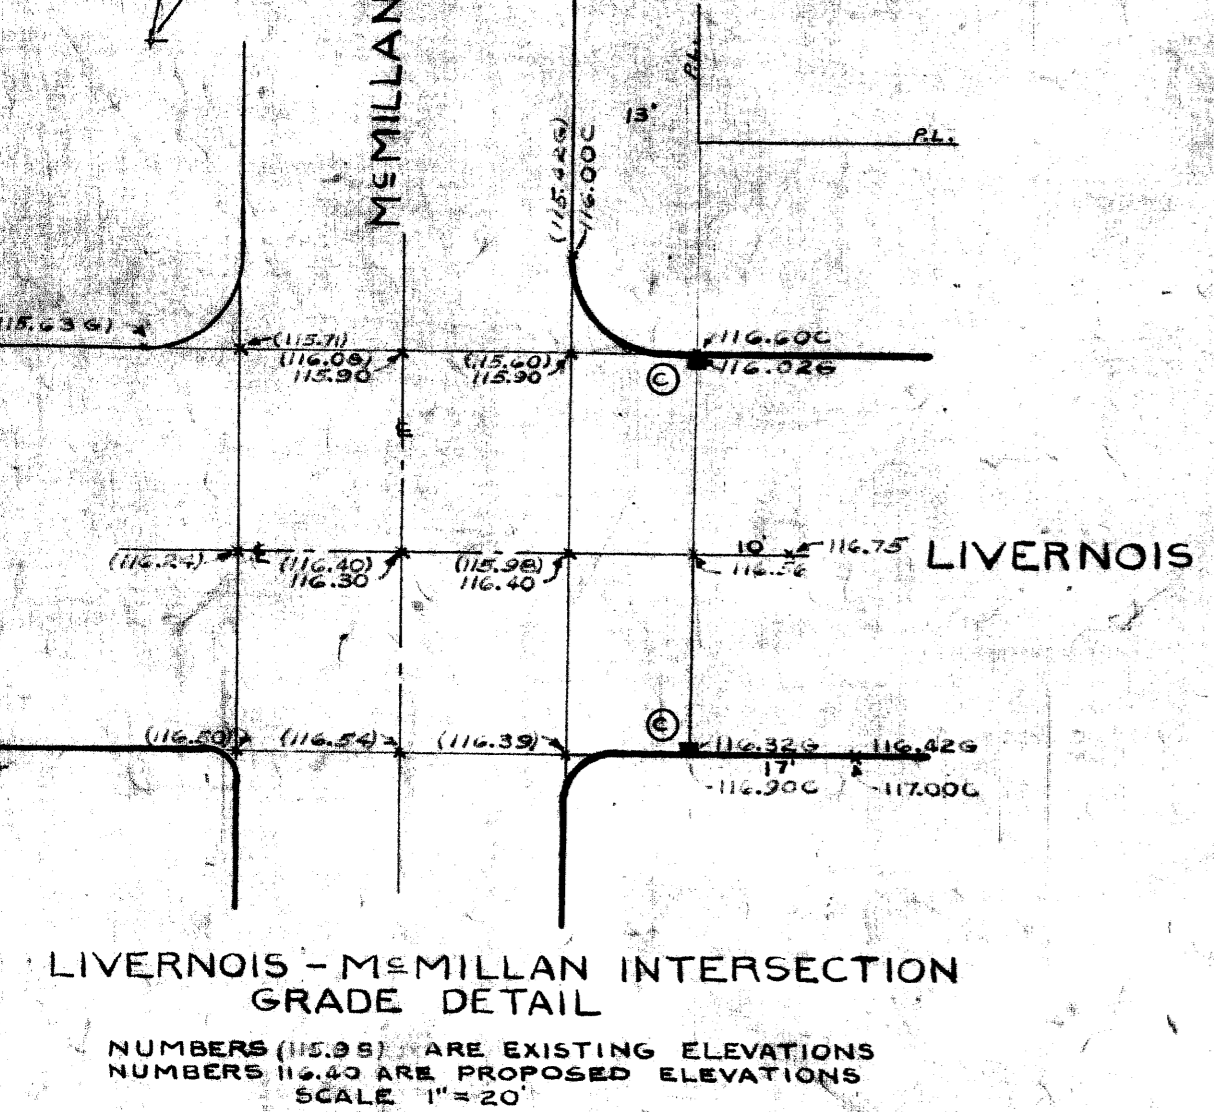 McMILLAN
P.L.
13'
P.L.
(115.42G)
116.00C
(115.63G)
(115.71)
(116.08)
115.90
(115.60)
115.90
116.60C
116.02G
C
℄
(116.24)
℄
(116.40)
116.30
(115.98)
116.40
10'
116.75
116.56
LIVERNOIS
(116.50)
(116.54)
(116.39)
C
116.32G
116.42G
17'
116.90C
117.00C
LIVERNOIS - McMILLAN INTERSECTION
GRADE DETAIL
NUMBERS (115.98) ARE EXISTING ELEVATIONS
NUMBERS 116.40 ARE PROPOSED ELEVATIONS
SCALE 1" = 20'